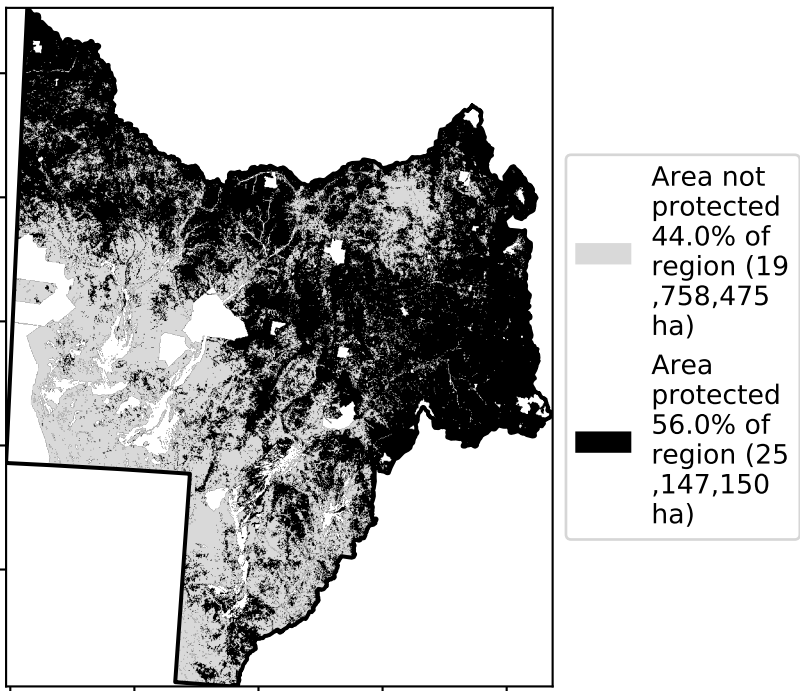 Area not
protected
44.0% of
region (19
,758,475
ha)
Area
protected
56.0% of
region (25
,147,150
ha)